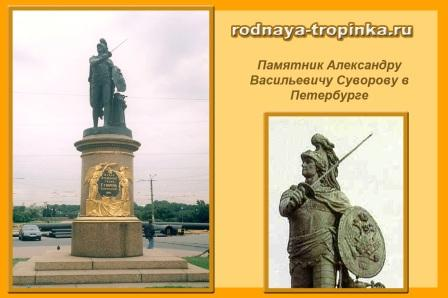 rodnaya-tropinka.ru
Памятник Александру
Васильевичу Суворову в
Петербурге